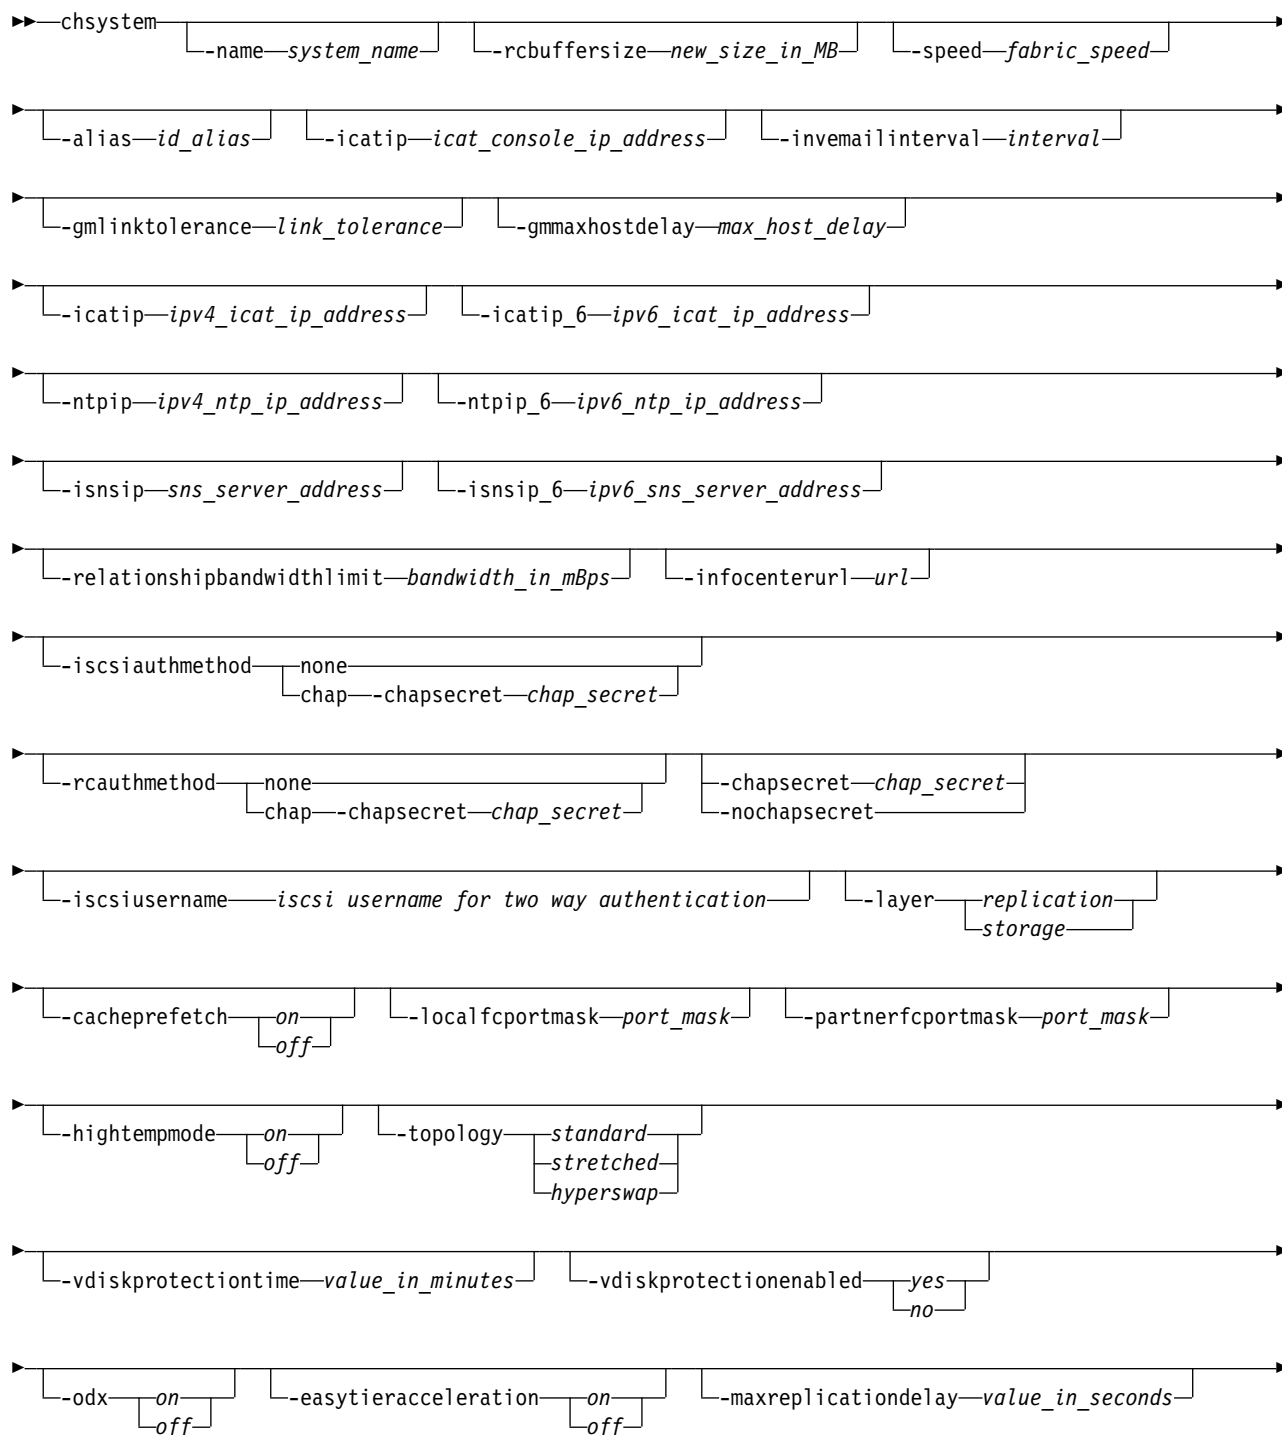 chsystem
-name system_name -rcbuffersize new_size_in_MB -speed fabric_speed
-alias id_alias -icatip icat_console_ip_address -invemailinterval interval
-gmlinktolerance link_tolerance -gmmaxhostdelay max_host_delay
-icatip ipv4_icat_ip_address -icatip_6 ipv6_icat_ip_address
-ntpip ipv4_ntp_ip_address -ntpip_6 ipv6_ntp_ip_address
-isnsip sns_server_address -isnsip_6 ipv6_sns_server_address
-relationshipbandwidthlimit bandwidth_in_mBps -infocenterurl url
-iscsiauthmethod none
chap -chapsecret chap_secret
-rcauthmethod none -chapsecret chap_secret
chap -chapsecret chap_secret -nochapsecret
-iscsiusername iscsi username for two way authentication -layer replication
storage
-cacheprefetch on -localfcportmask port_mask -partnerfcportmask port_mask
off
-hightempmode on -topology standard
off stretched
hyperswap
-vdiskprotectiontime value_in_minutes -vdiskprotectionenabled yes
no
-odx on -easytieracceleration on -maxreplicationdelay value_in_seconds
off off